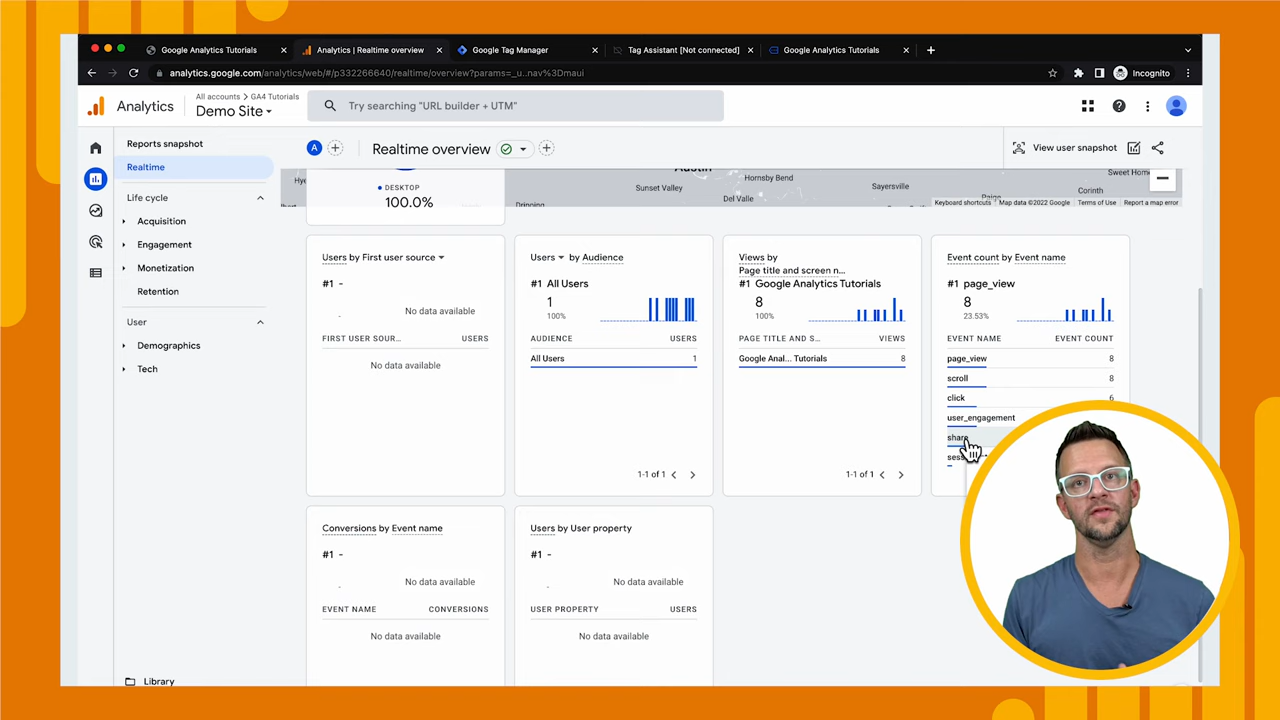 Google Analytics Tutorials
Analytics | Realtime overview
Google Tag Manager
Tag Assistant [Not connected]
Google Analytics Tutorials
analytics.google.com/analytics/web/#/p332266640/realtime/overview?params=_u..nav%3Dmaui
Incognito
Analytics
All accounts > GA4 Tutorials
Demo Site
Try searching "URL builder + UTM"
Reports snapshot
Realtime
Life cycle
Acquisition
Engagement
Monetization
Retention
User
Demographics
Tech
Library
A
Realtime overview
View user snapshot
DESKTOP
100.0%
Austin
Hornsby Bend
Sunset Valley
Del Valle
Dripping
Sayersville
Sweet Home
Corinth
Paige
Keyboard shortcuts
Map data ©2022 Google
Terms of Use
Report a map error
Users by First user source
#1 -
-
No data available
FIRST USER SOUR...
USERS
No data available
Users by Audience
#1 All Users
1
100%
AUDIENCE
USERS
All Users
1
1-1 of 1
Views by
Page title and screen n...
#1 Google Analytics Tutorials
8
100%
PAGE TITLE AND S...
VIEWS
Google Anal... Tutorials
8
1-1 of 1
Event count by Event name
#1 page_view
8
23.53%
EVENT NAME
EVENT COUNT
page_view
8
scroll
8
click
6
user_engagement
share
Conversions by Event name
#1 -
-
No data available
EVENT NAME
CONVERSIONS
No data available
Users by User property
#1 -
-
No data available
USER PROPERTY
USERS
No data available